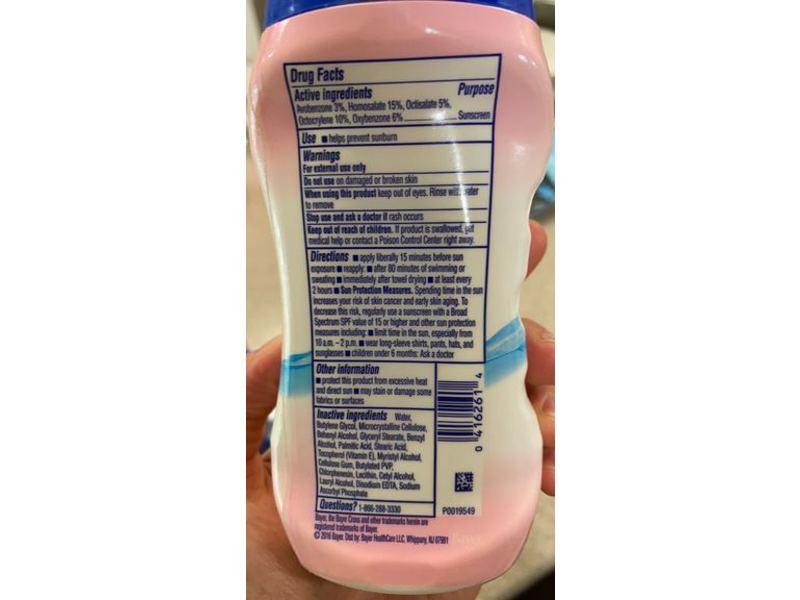 Drug Facts
Active ingredients Purpose
Avobenzone 3%, Homosalate 15%, Octisalate 5%,
Octocrylene 10%, Oxybenzone 6% Sunscreen
Use ■ helps prevent sunburn
Warnings
For external use only
Do not use on damaged or broken skin
When using this product keep out of eyes. Rinse with water
to remove
Stop use and ask a doctor if rash occurs
Keep out of reach of children. If product is swallowed, get
medical help or contact a Poison Control Center right away.
Directions ■ apply liberally 15 minutes before sun
exposure ■ reapply: ■ after 80 minutes of swimming or
sweating ■ immediately after towel drying ■ at least every
2 hours ■ Sun Protection Measures. Spending time in the sun
increases your risk of skin cancer and early skin aging. To
decrease this risk, regularly use a sunscreen with a Broad
Spectrum SPF value of 15 or higher and other sun protection
measures including: ■ limit time in the sun, especially from
10 a.m. – 2 p.m. ■ wear long-sleeve shirts, pants, hats, and
sunglasses ■ children under 6 months: Ask a doctor
Other information
■ protect this product from excessive heat
and direct sun ■ may stain or damage some
fabrics or surfaces
Inactive ingredients Water,
Butylene Glycol, Microcrystalline Cellulose,
Behenyl Alcohol, Glyceryl Stearate, Benzyl
Alcohol, Palmitic Acid, Stearic Acid,
Tocopherol (Vitamin E), Myristyl Alcohol,
Cellulose Gum, Butylated PVP,
Chlorphenesin, Lecithin, Cetyl Alcohol,
Lauryl Alcohol, Disodium EDTA, Sodium
Ascorbyl Phosphate
Questions? 1-866-288-3330
0 416261 4
P0019549
Bayer, the Bayer Cross and other trademarks herein are
registered trademarks of Bayer.
© 2016 Bayer. Dist by: Bayer HealthCare LLC, Whippany, NJ 07981